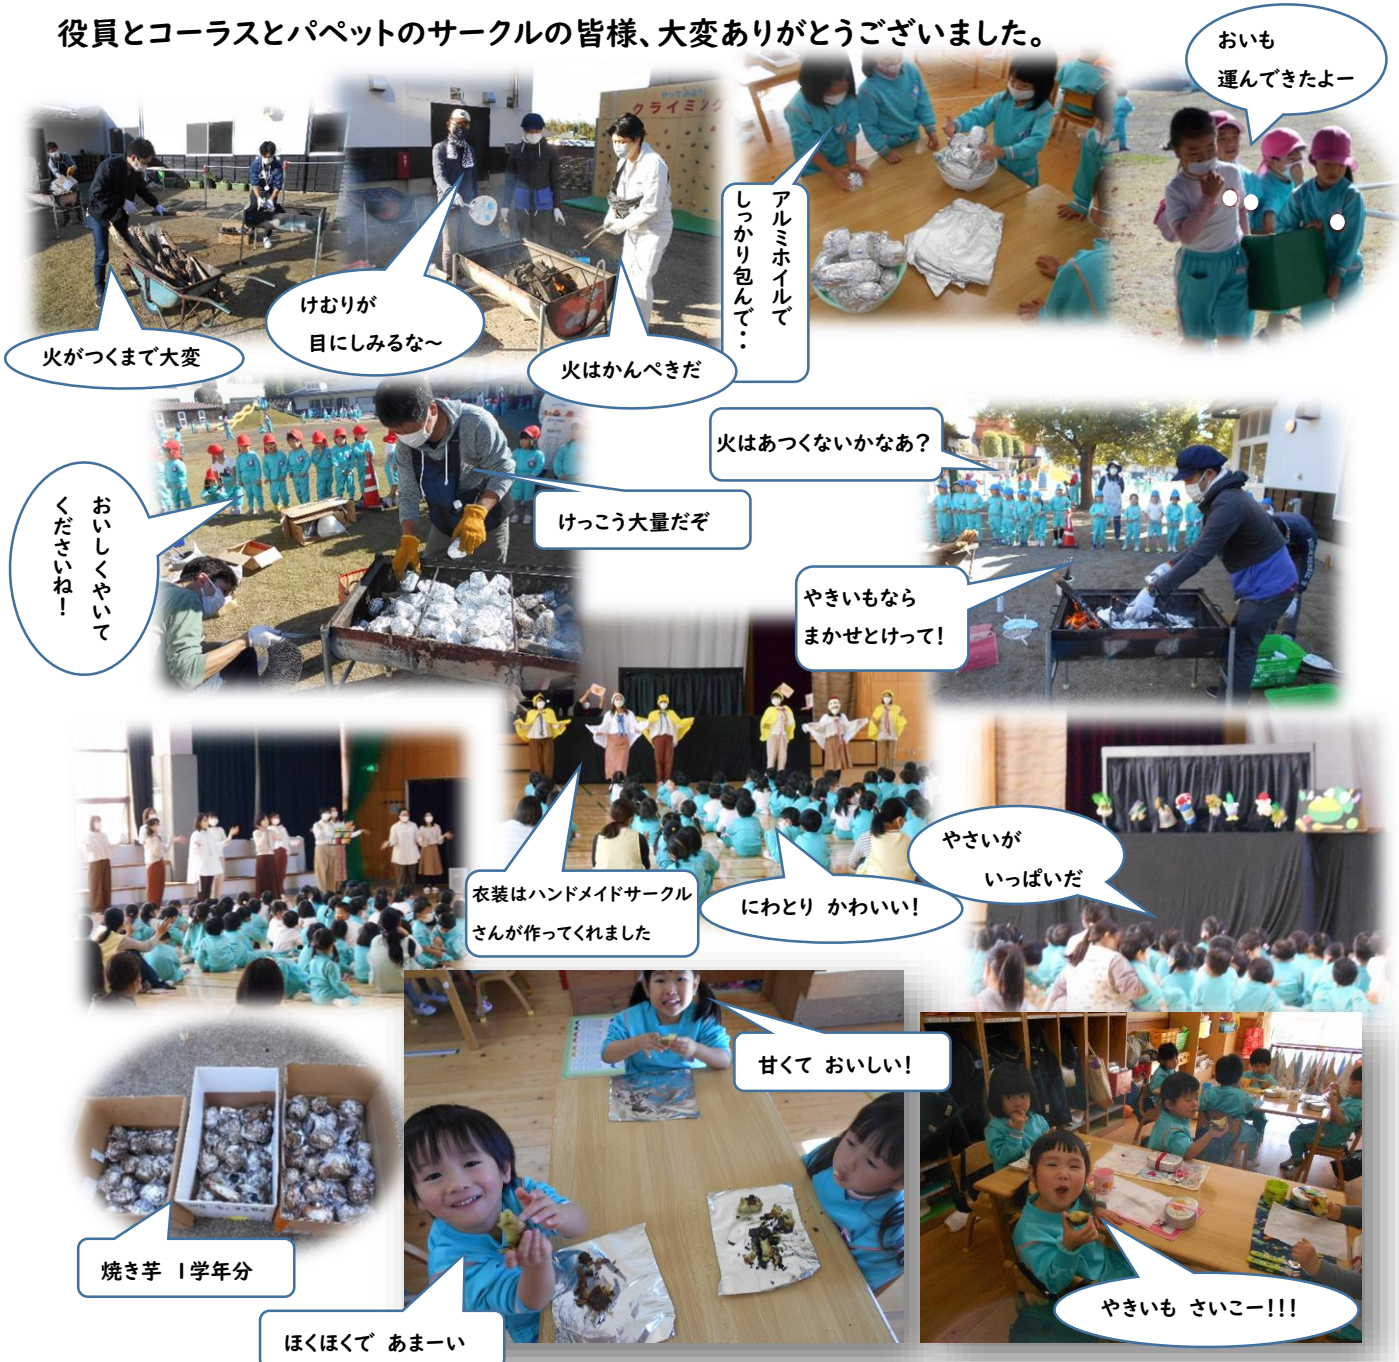 役員とコーラスとパペットのサークルの皆様、大変ありがとうございました。
おいも
運んできたよー
クライミング
アルミホイルで
しっかり包んで・・
けむりが
目にしみるな～
火がつくまで大変
火はかんぺきだ
火はあつくないかなあ？
おいしくやいて
くださいね！
けっこう大量だぞ
やきいもなら
まかせとけって！
やさいが
いっぱいだ
衣装はハンドメイドサークル
さんが作ってくれました
にわとり かわいい！
甘くて おいしい！
焼き芋 1学年分
やきいも さいこー！！！
ほくほくで あまーい